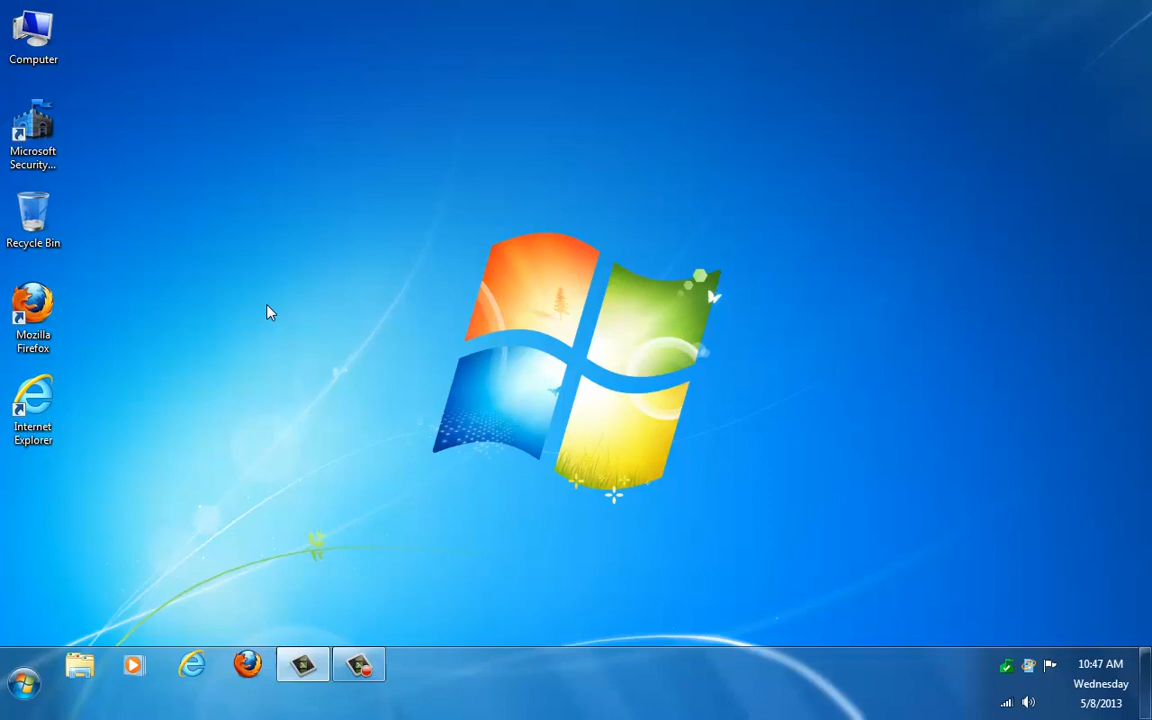 Computer
Microsoft
Security...
Recycle Bin
Mozilla
Firefox
Internet
Explorer
10:47 AM
Wednesday
5/8/2013